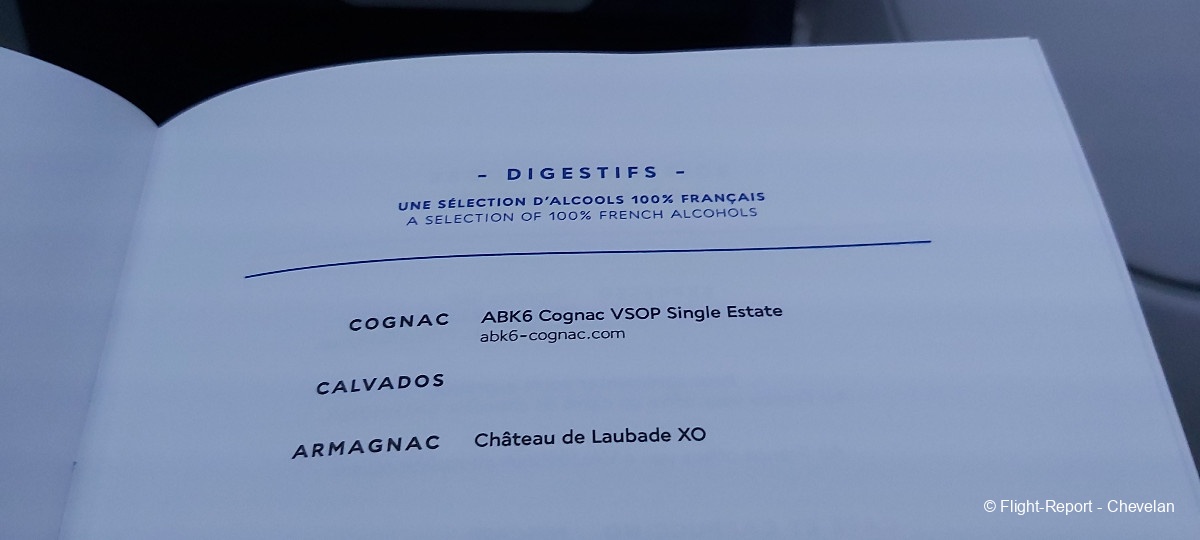 - DIGESTIFS -
UNE SÉLECTION D'ALCOOLS 100% FRANÇAIS
A SELECTION OF 100% FRENCH ALCOHOLS
COGNAC ABK6 Cognac VSOP Single Estate
abk6-cognac.com
CALVADOS
ARMAGNAC Château de Laubade XO
© Flight-Report - Chevelan